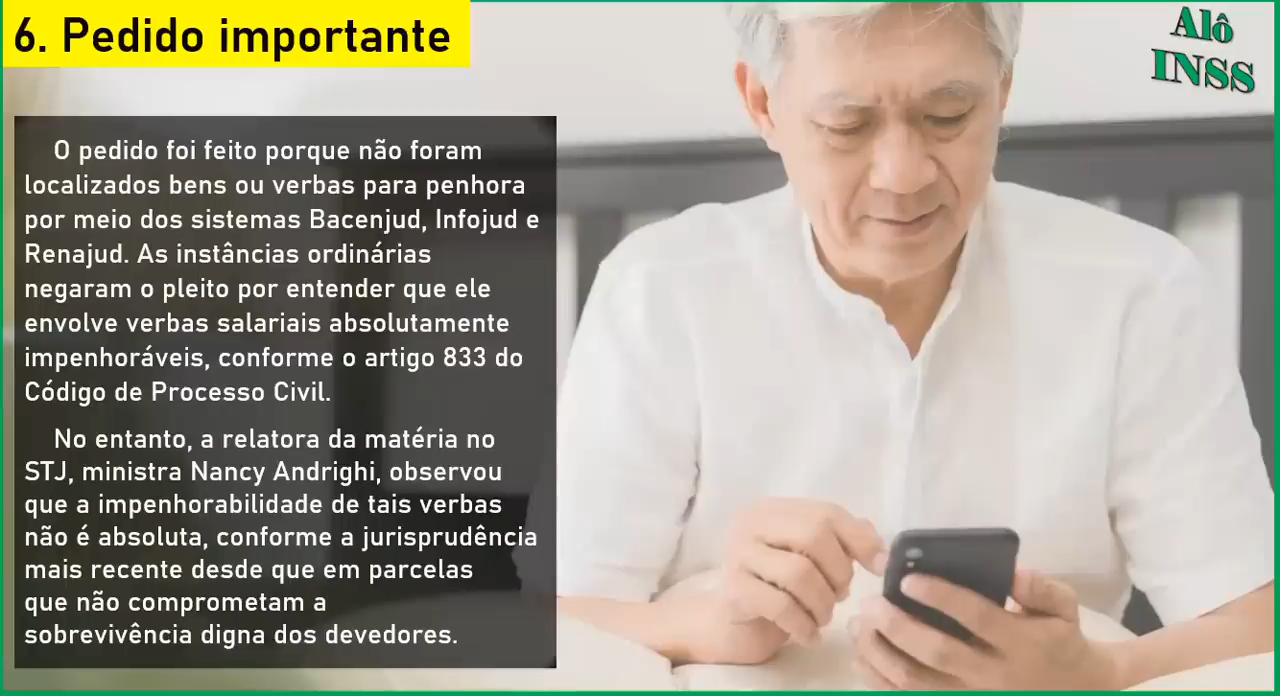 6. Pedido importante
Alô
INSS
O pedido foi feito porque não foram
localizados bens ou verbas para penhora
por meio dos sistemas Bacenjud, Infojud e
Renajud. As instâncias ordinárias
negaram o pleito por entender que ele
envolve verbas salariais absolutamente
impenhoráveis, conforme o artigo 833 do
Código de Processo Civil.
No entanto, a relatora da matéria no
STJ, ministra Nancy Andrighi, observou
que a impenhorabilidade de tais verbas
não é absoluta, conforme a jurisprudência
mais recente desde que em parcelas
que não comprometam a
sobrevivência digna dos devedores.